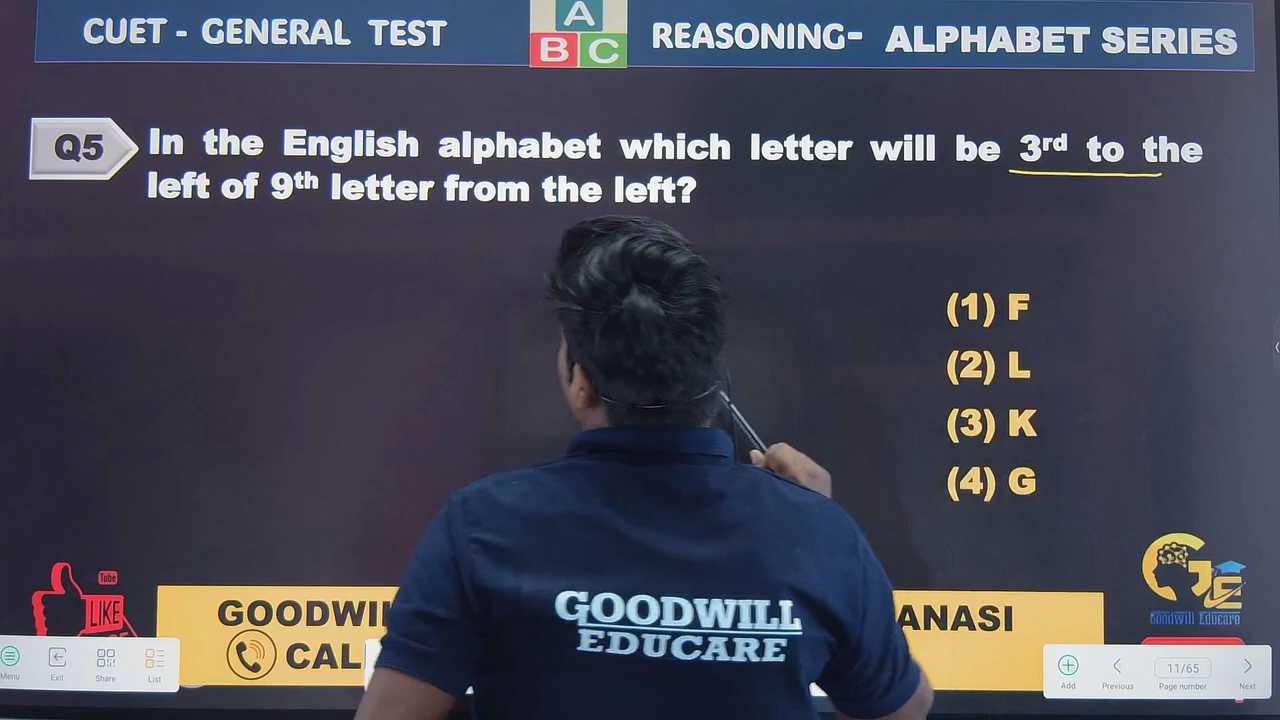 CUET - GENERAL TEST
A
B C
REASONING- ALPHABET SERIES
Q5
In the English alphabet which letter will be 3rd to the
left of 9th letter from the left?
(1) F
(2) L
(3) K
(4) G
Tube
LIKE
GOODWI
ANASI
CAL
GOODWILL
EDUCARE
GE
Goodwill Educare
Menu
Exit
Share
List
Add
Previous
11/65
Page number
Next